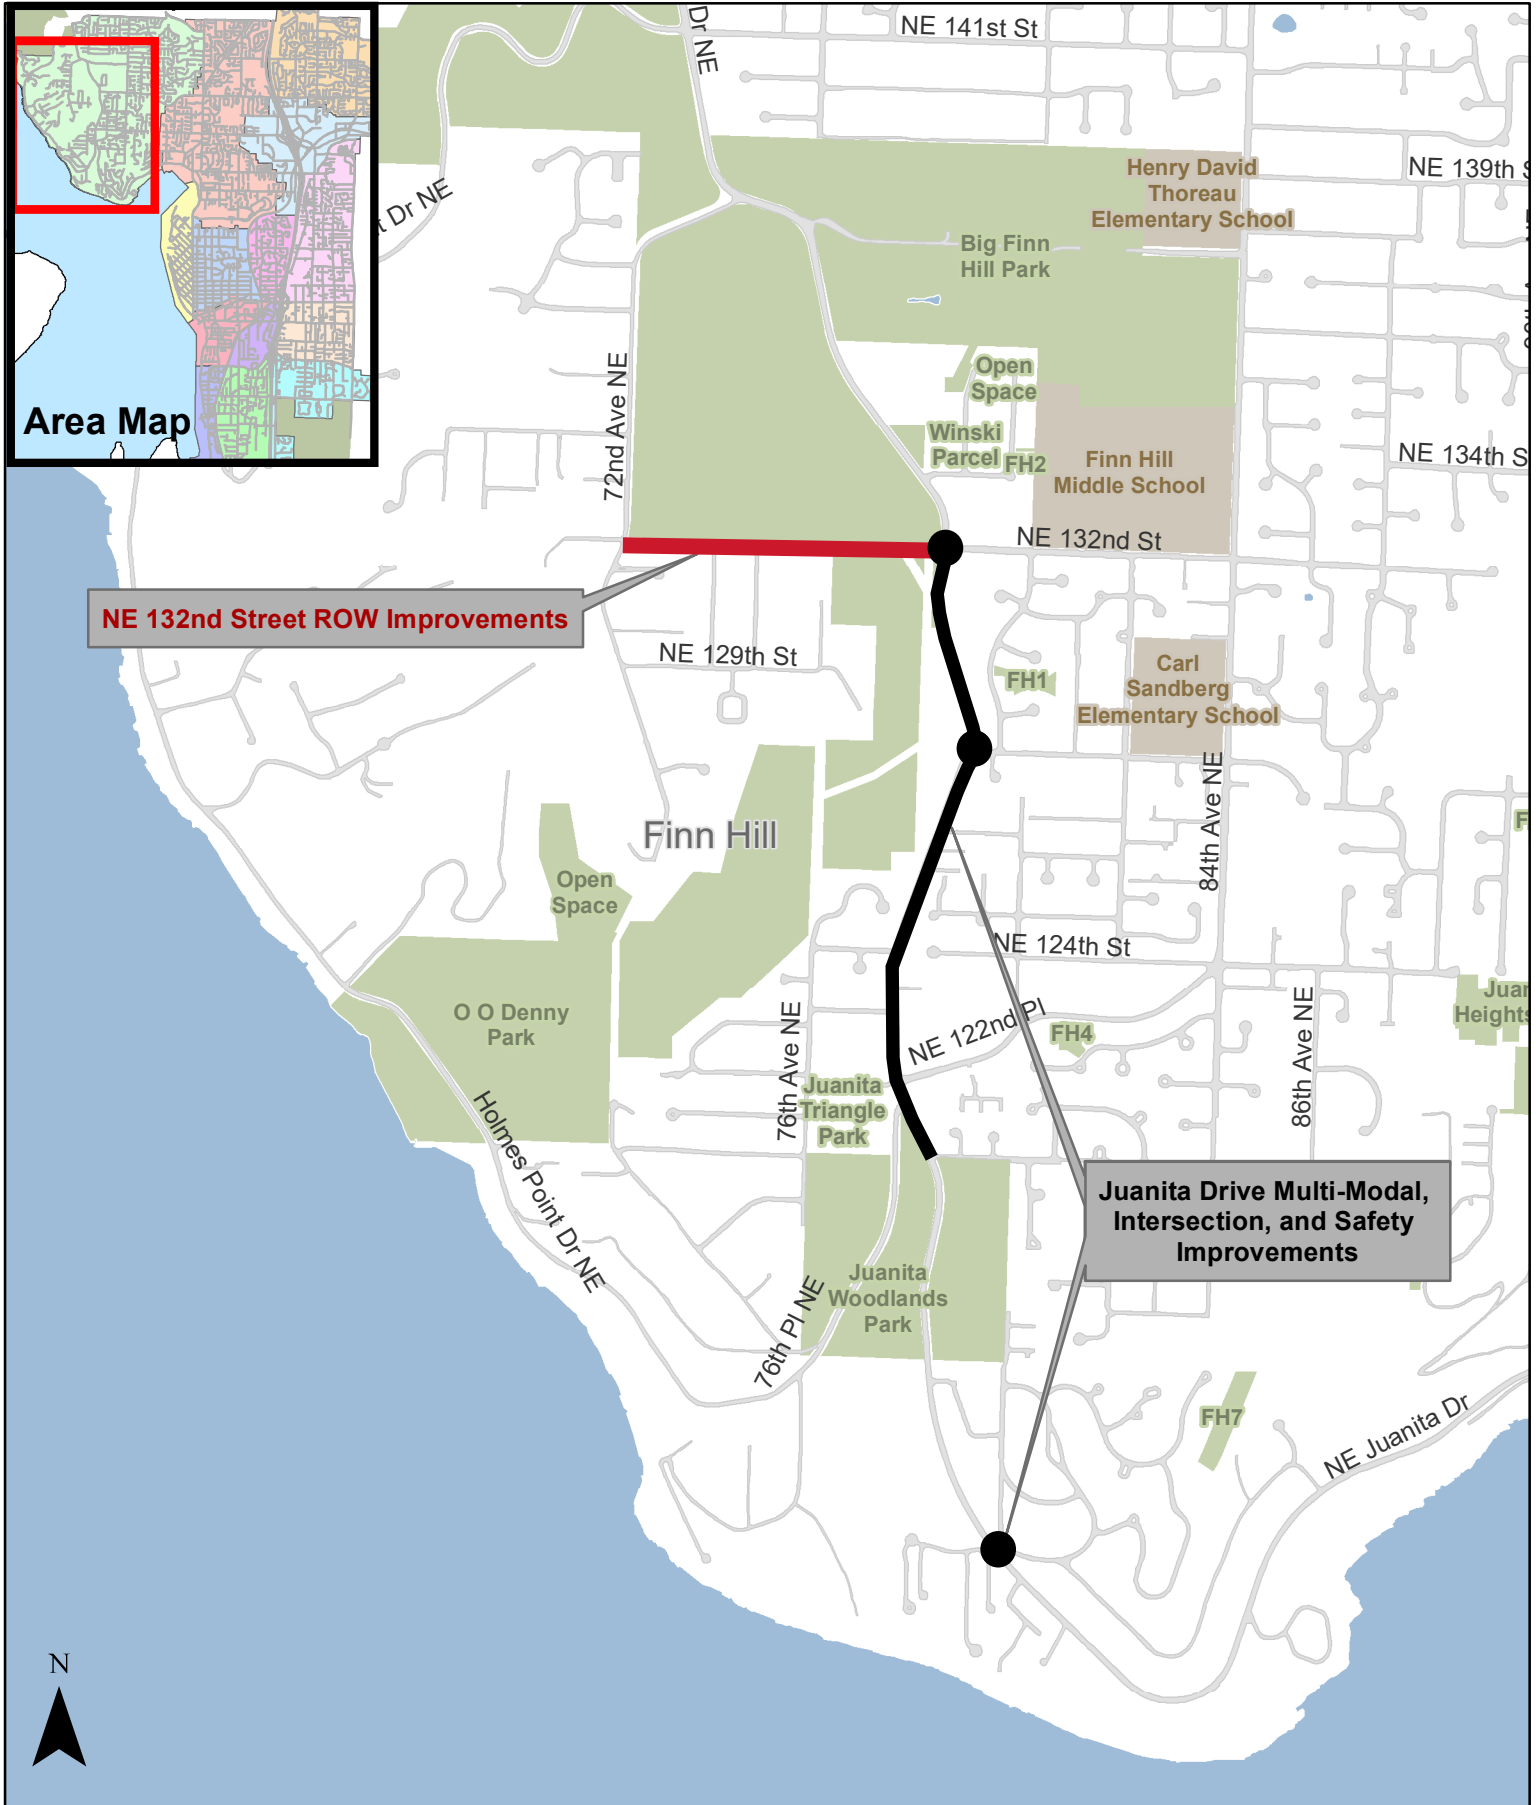 NE 141st St
Dr NE
Henry David
Thoreau
Elementary School
NE 139th S
t Dr NE
Big Finn
Hill Park
Area Map
72nd Ave NE
Open
Space
Winski
Parcel
FH2
Finn Hill
Middle School
NE 134th S
NE 132nd St
NE 132nd Street ROW Improvements
NE 129th St
FH1
Carl
Sandberg
Elementary School
84th Ave NE
Finn Hill
F
Open
Space
NE 124th St
O O Denny
Park
Juan
Heights
NE 122nd Pl
FH4
76th Ave NE
86th Ave NE
Juanita
Triangle
Park
Holmes Point Dr NE
Juanita Drive Multi-Modal,
Intersection, and Safety
Improvements
Juanita
Woodlands
Park
76th Pl NE
FH7
NE Juanita Dr
N